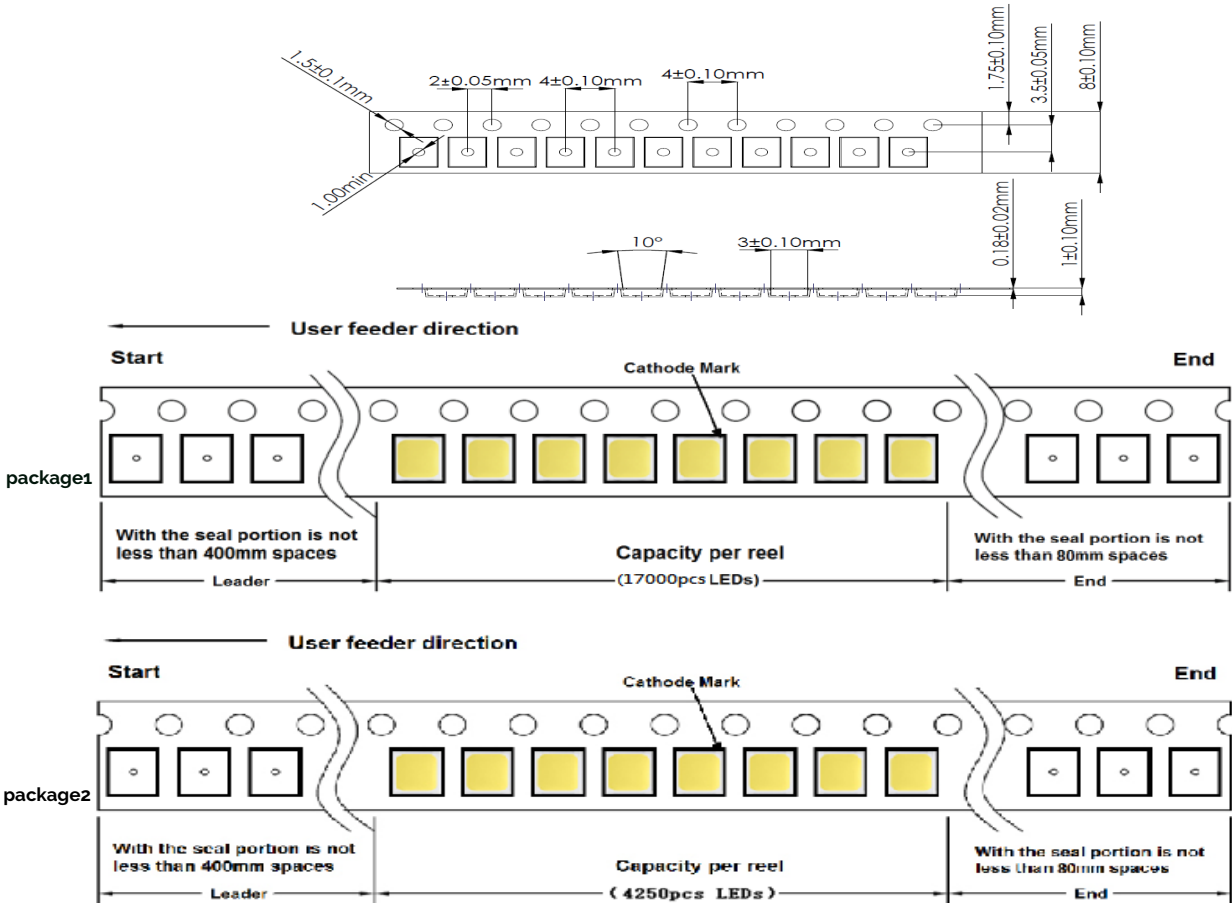 1.5±0.1mm
2±0.05mm
4±0.10mm
4±0.10mm
1.75±0.10mm
3.5±0.05mm
8±0.10mm
1.00min
10°
3±0.10mm
0.18±0.02mm
1±0.10mm
User feeder direction
Start
Cathode Mark
End
package1
With the seal portion is not
less than 400mm spaces
Leader
Capacity per reel
(17000pcs LEDs)
With the seal portion is not
less than 80mm spaces
End
User feeder direction
Start
Cathode Mark
End
package2
With the seal portion is not
less than 400mm spaces
Leader
Capacity per reel
( 4250pcs LEDs )
With the seal portion is not
less than 80mm spaces
End